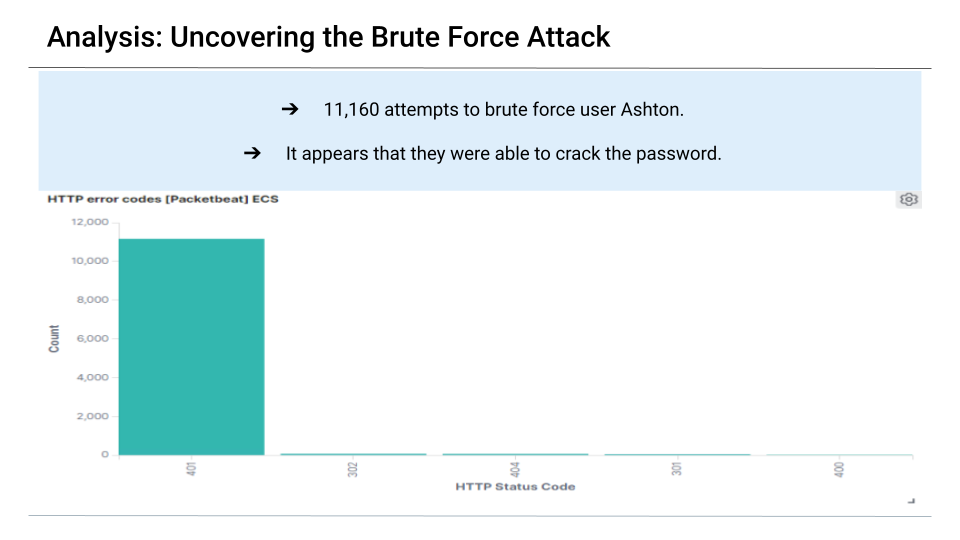 Analysis: Uncovering the Brute Force Attack
➔ 11,160 attempts to brute force user Ashton.
➔ It appears that they were able to crack the password.
HTTP error codes [Packetbeat] ECS
12,000
10,000
8,000
6,000
4,000
2,000
0
Count
401
302
404
301
400
HTTP Status Code